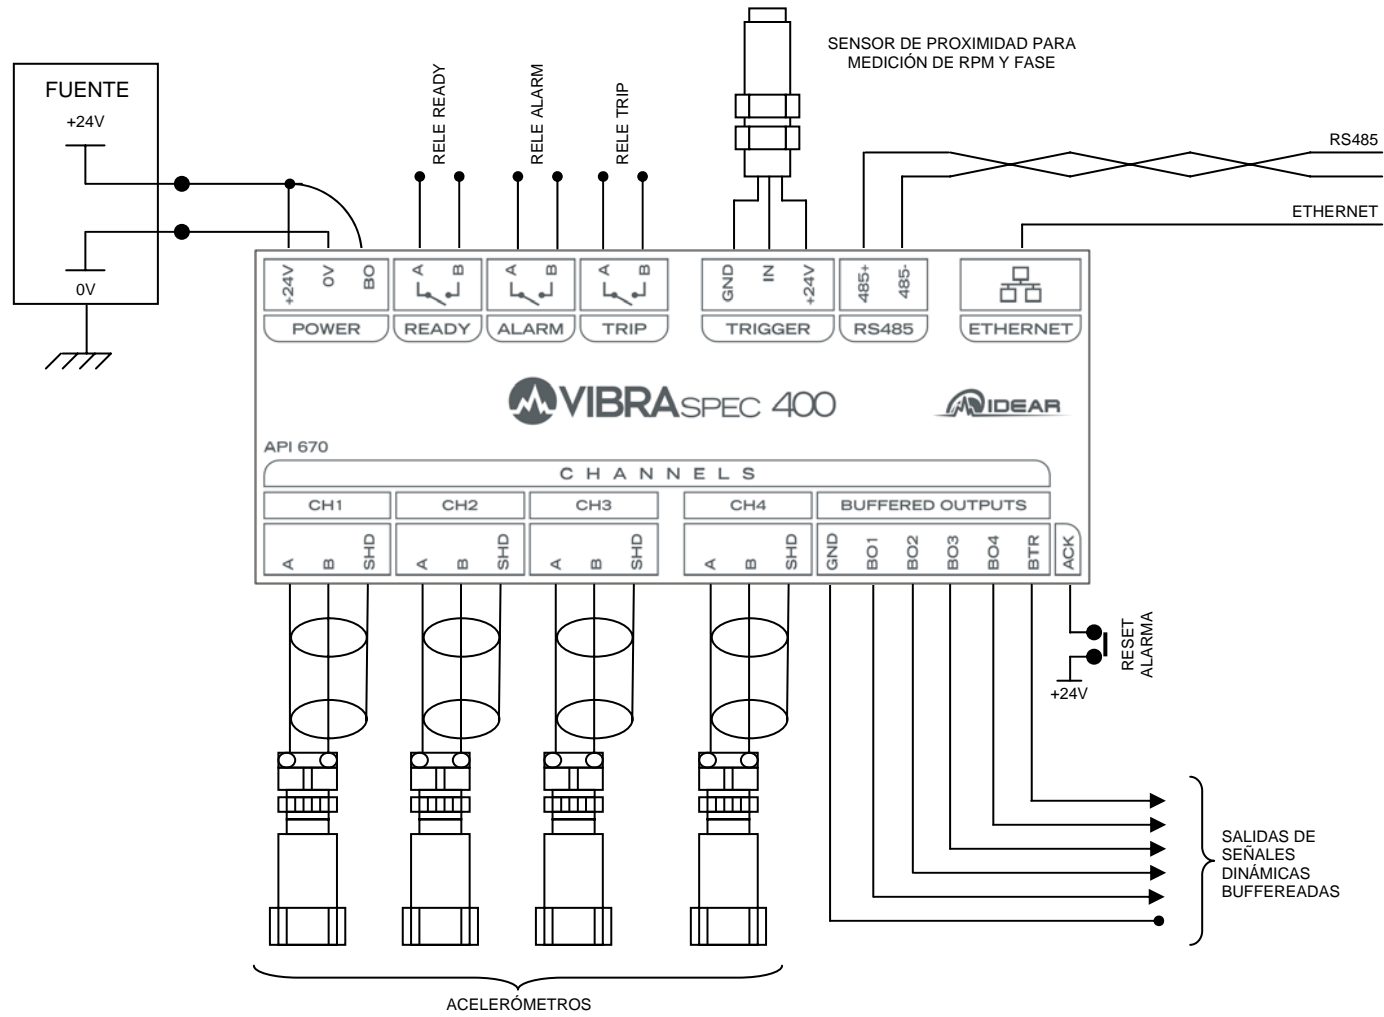 SENSOR DE PROXIMIDAD PARA
MEDICIÓN DE RPM Y FASE
FUENTE
+24V
0V
RELE READY
RELE ALARM
RELE TRIP
RS485
ETHERNET
+24V 0V BO
A B
A B
A B
GND IN +24V
485+ 485-
POWER
READY
ALARM
TRIP
TRIGGER
RS485
ETHERNET
VIBRASPEC 400
IDEAR
API 670
CHANNELS
CH1
CH2
CH3
CH4
BUFFERED OUTPUTS
A B SHD
A B SHD
A B SHD
A B SHD
GND BO1 BO2 BO3 BO4 BTR
ACK
RESET
ALARMA
+24V
SALIDAS DE
SEÑALES
DINÁMICAS
BUFFEREADAS
ACELERÓMETROS